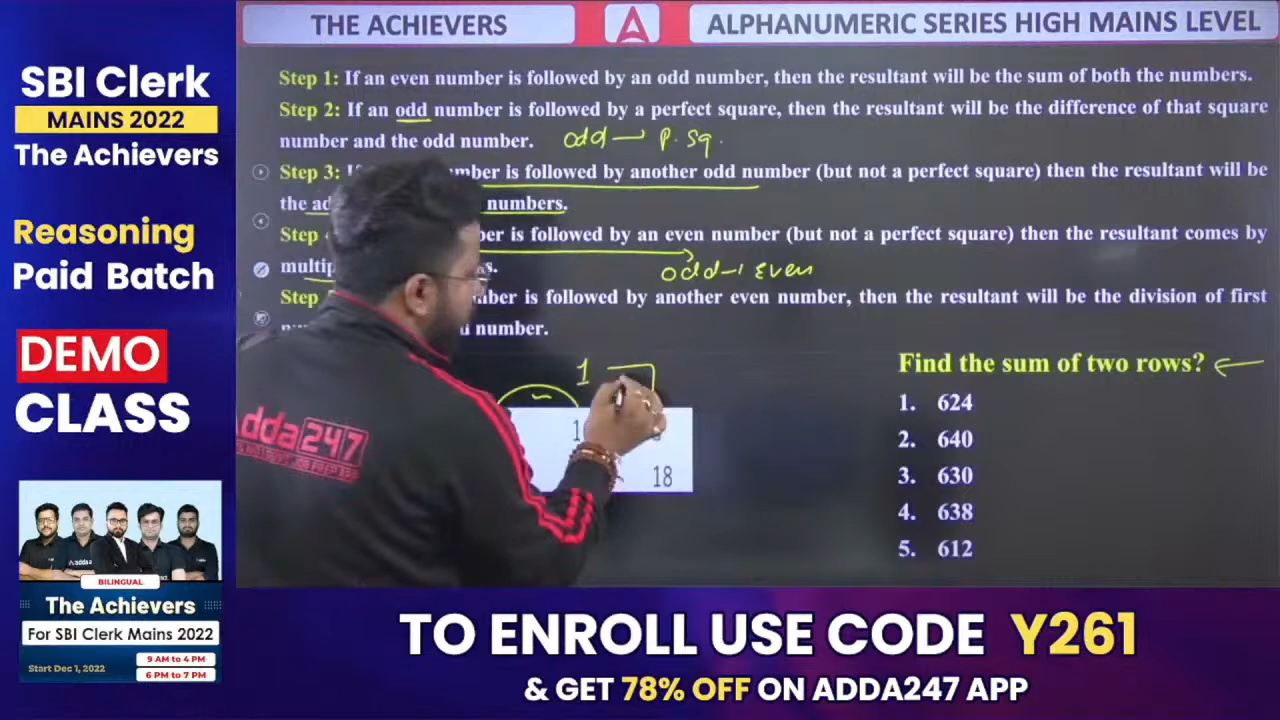 THE ACHIEVERS
ALPHANUMERIC SERIES HIGH MAINS LEVEL
SBI Clerk
MAINS 2022
The Achievers
Reasoning
Paid Batch
DEMO
CLASS
BILINGUAL
The Achievers
For SBI Clerk Mains 2022
Start Dec 1, 2022
9 AM to 4 PM
6 PM to 7 PM
Step 1: If an even number is followed by an odd number, then the resultant will be the sum of both the numbers.
Step 2: If an odd number is followed by a perfect square, then the resultant will be the difference of that square
number and the odd number. odd P. Sq.
Step 3: is followed by another odd number (but not a perfect square) then the resultant will be
the numbers.
Step is followed by an even number (but not a perfect square) then the resultant comes by
odd Even
is followed by another even number, then the resultant will be the division of first
number.
1
18
Find the sum of two rows?
1. 624
2. 640
3. 630
4. 638
5. 612
adda247
TO ENROLL USE CODE Y261
& GET 78% OFF ON ADDA247 APP